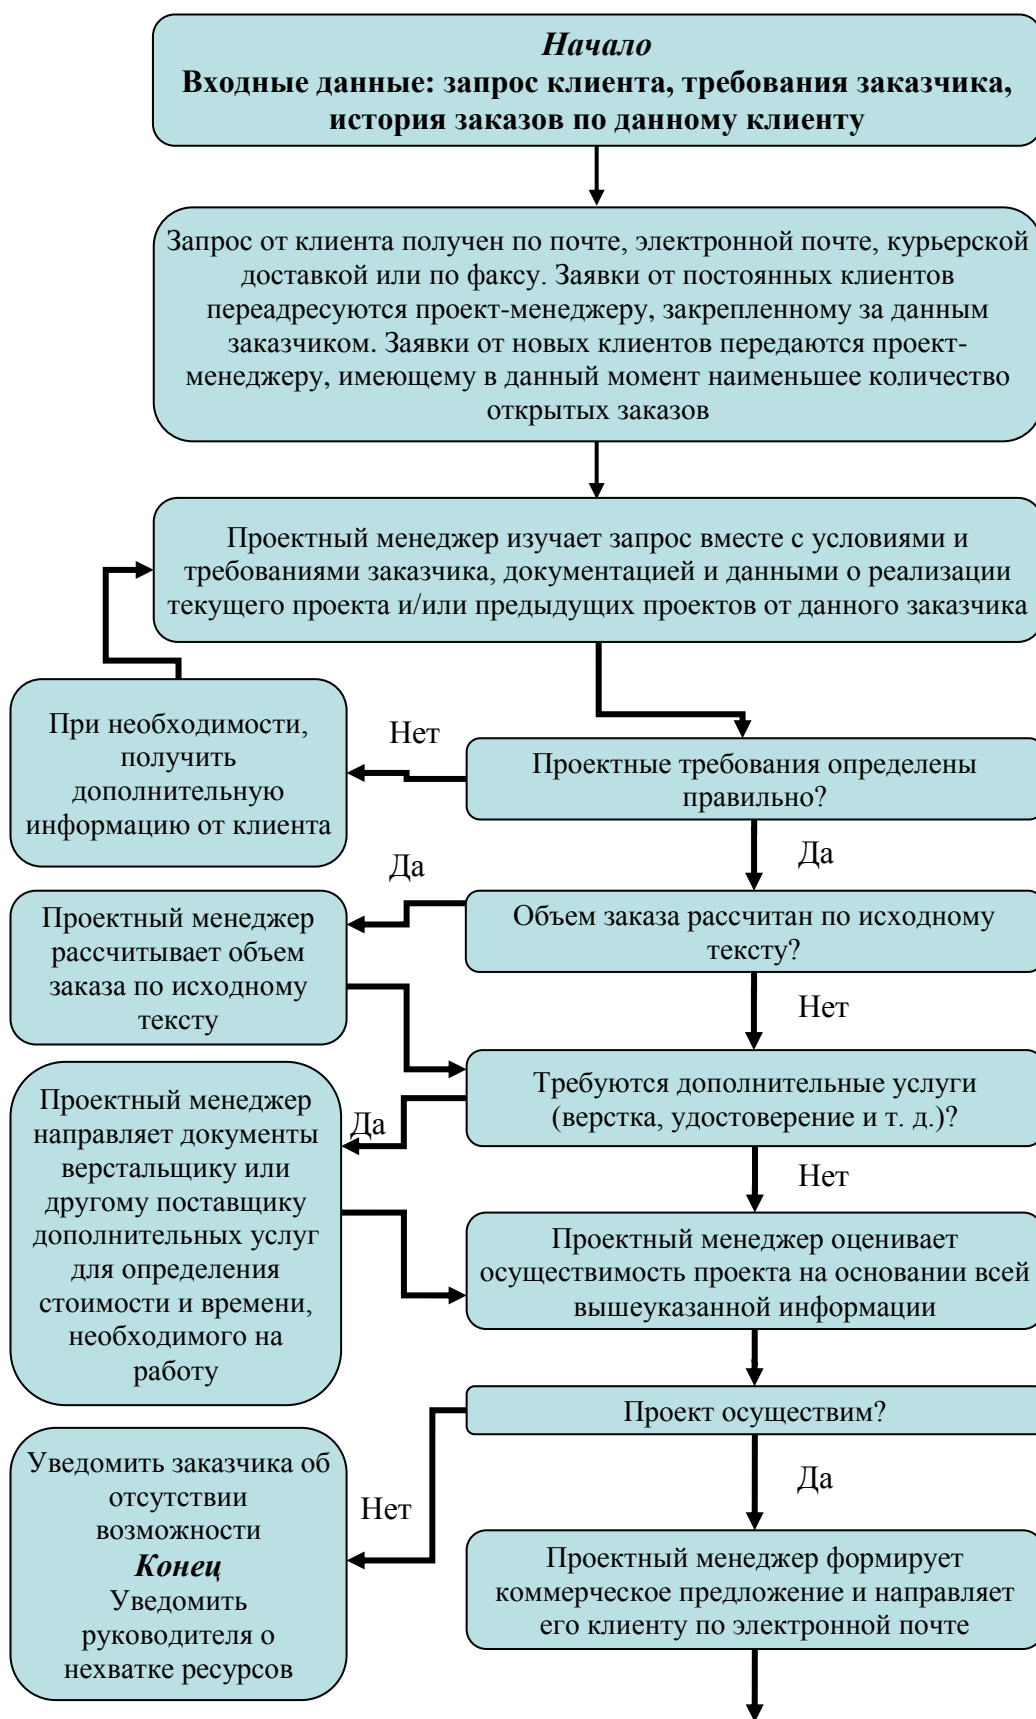 Начало
Входные данные: запрос клиента, требования заказчика,
история заказов по данному клиенту
Запрос от клиента получен по почте, электронной почте, курьерской
доставкой или по факсу. Заявки от постоянных клиентов
переадресуются проект-менеджеру, закрепленному за данным
заказчиком. Заявки от новых клиентов передаются проект-
менеджеру, имеющему в данный момент наименьшее количество
открытых заказов
Проектный менеджер изучает запрос вместе с условиями и
требованиями заказчика, документацией и данными о реализации
текущего проекта и/или предыдущих проектов от данного заказчика
При необходимости,
получить
дополнительную
информацию от клиента
Нет
Проектные требования определены
правильно?
Да
Да
Проектный менеджер
рассчитывает объем
заказа по исходному
тексту
Объем заказа рассчитан по исходному
тексту?
Нет
Требуются дополнительные услуги
(верстка, удостоверение и т. д.)?
Да
Проектный менеджер
направляет документы
верстальщику или
другому поставщику
дополнительных услуг
для определения
стоимости и времени,
необходимого на
работу
Нет
Проектный менеджер оценивает
осуществимость проекта на основании всей
вышеуказанной информации
Проект осуществим?
Нет
Уведомить заказчика об
отсутствии
возможности
Конец
Уведомить
руководителя о
нехватке ресурсов
Да
Проектный менеджер формирует
коммерческое предложение и направляет
его клиенту по электронной почте